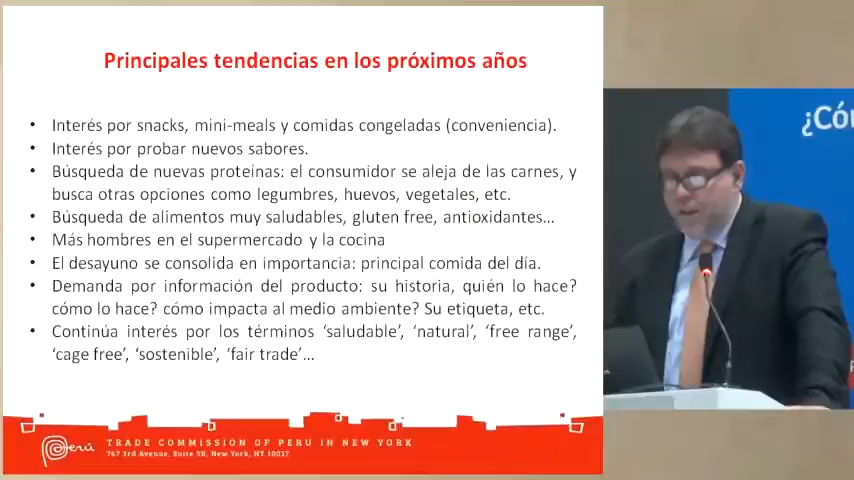 Principales tendencias en los próximos años
• Interés por snacks, mini-meals y comidas congeladas (conveniencia).
• Interés por probar nuevos sabores.
• Búsqueda de nuevas proteínas: el consumidor se aleja de las carnes, y
busca otras opciones como legumbres, huevos, vegetales, etc.
• Búsqueda de alimentos muy saludables, gluten free, antioxidantes...
• Más hombres en el supermercado y la cocina
• El desayuno se consolida en importancia: principal comida del día.
• Demanda por información del producto: su historia, quién lo hace?
cómo lo hace? cómo impacta al medio ambiente? Su etiqueta, etc.
• Continúa interés por los términos ‘saludable’, ‘natural’, ‘free range’,
‘cage free’, ‘sostenible’, ‘fair trade’...
Perú
TRADE COMMISSION OF PERU IN NEW YORK
767 3rd Avenue, Suite 3B, New York, NY 10017
¿Có